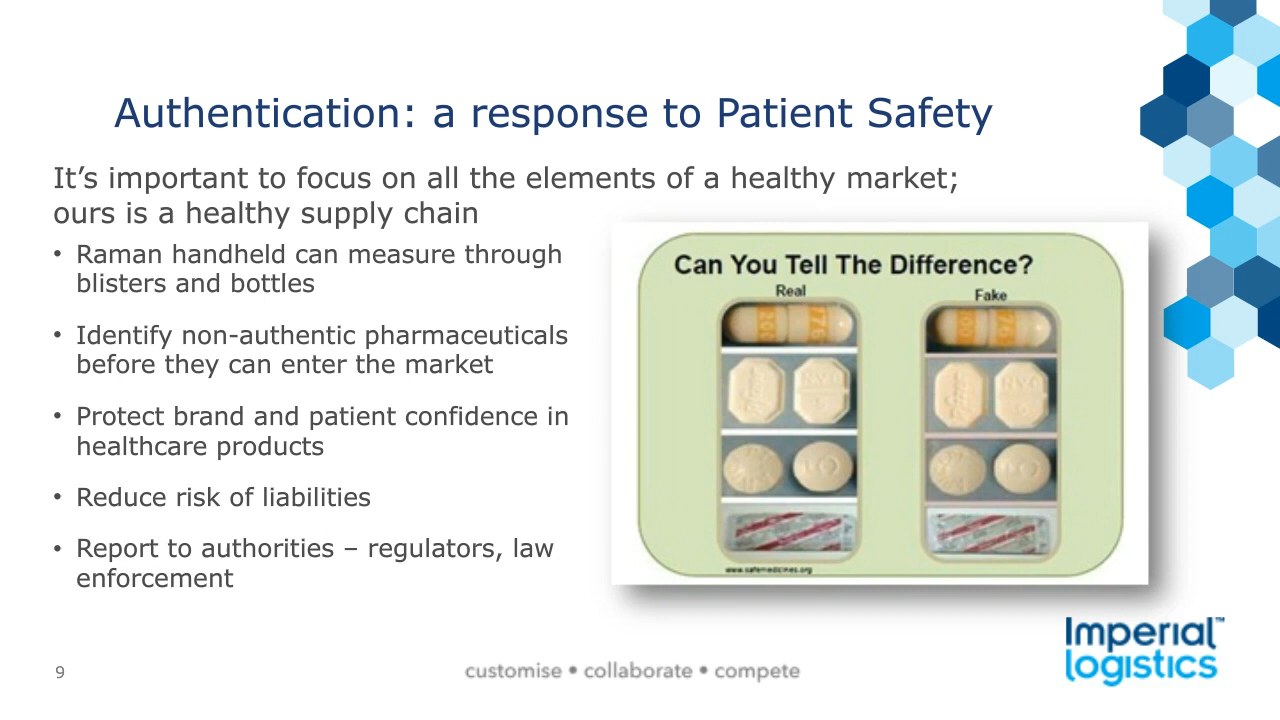 Authentication: a response to Patient Safety
It’s important to focus on all the elements of a healthy market;
ours is a healthy supply chain
• Raman handheld can measure through
blisters and bottles
• Identify non-authentic pharmaceuticals
before they can enter the market
• Protect brand and patient confidence in
healthcare products
• Reduce risk of liabilities
• Report to authorities – regulators, law
enforcement
Can You Tell The Difference?
Real
Fake
www.safemedicines.org
Imperial™
logistics
9
customise • collaborate • compete